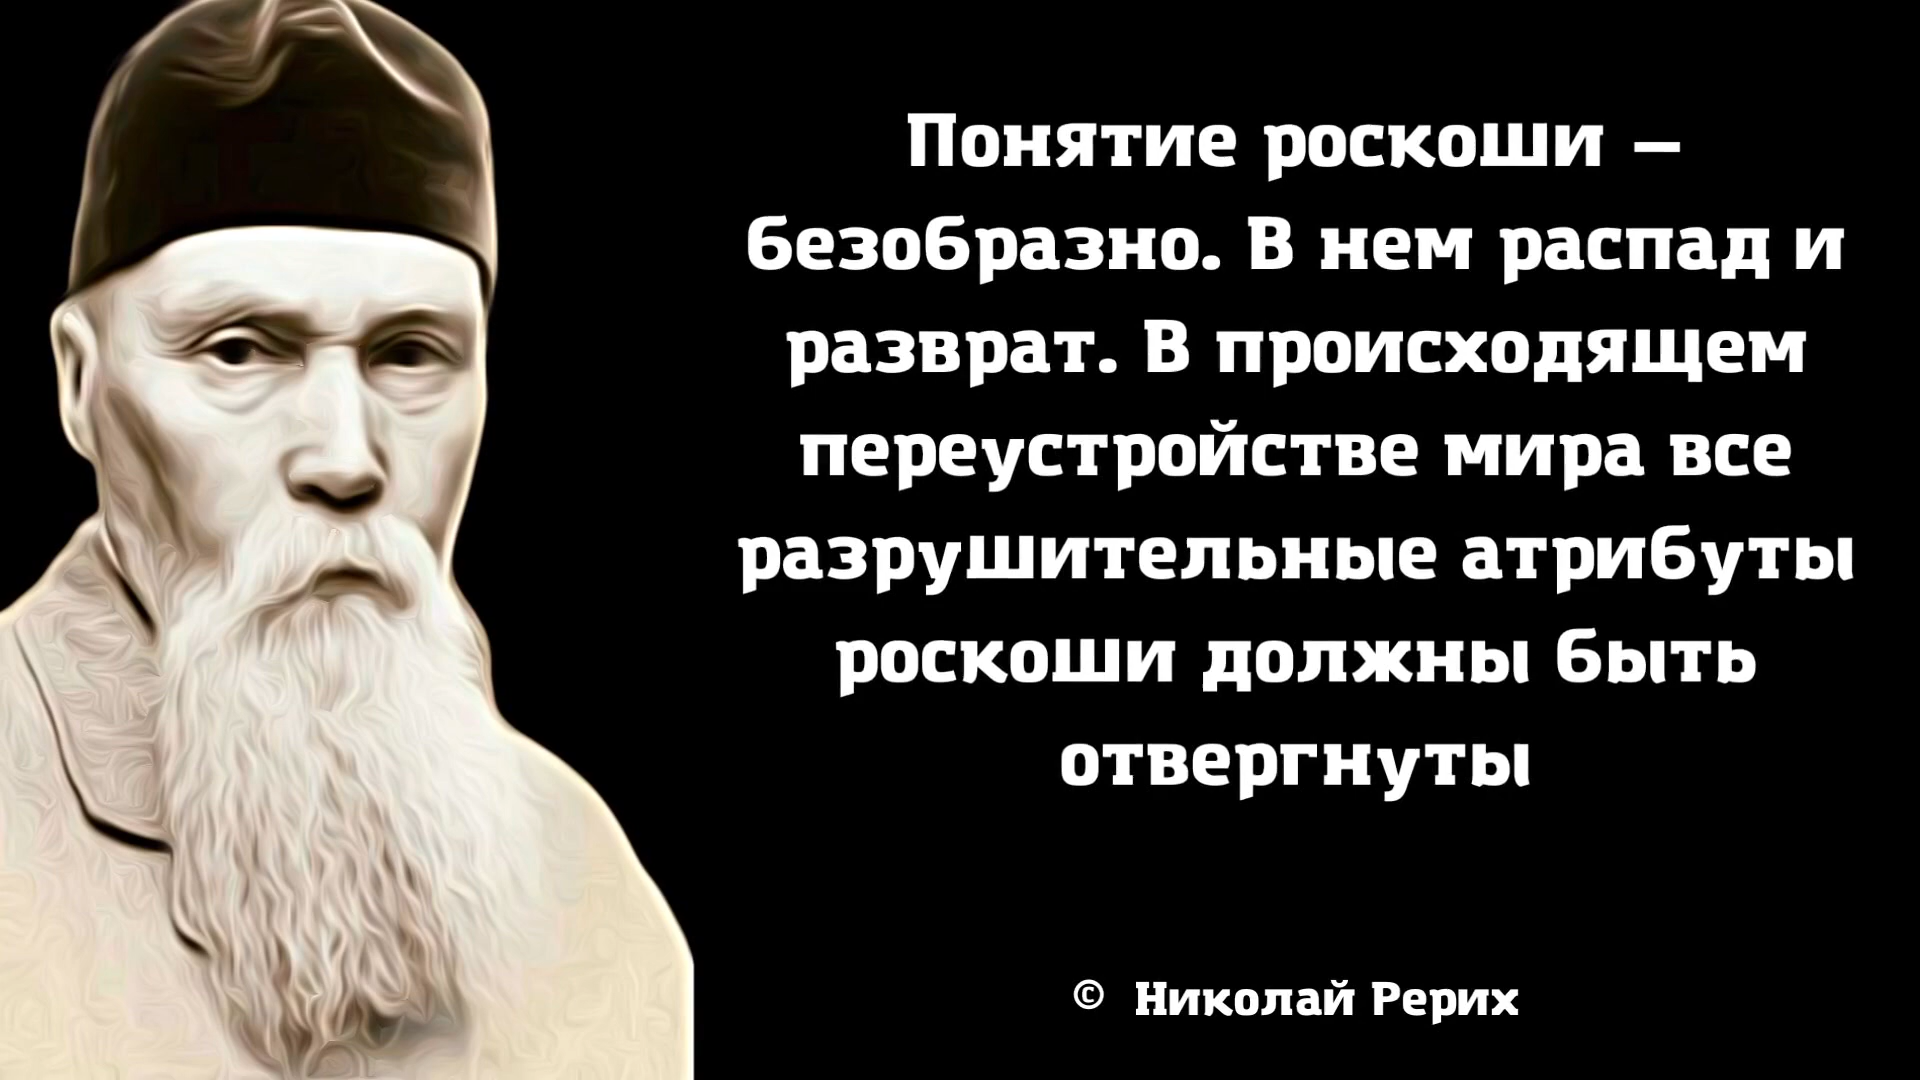 Понятие роскоши –
безобразно. В нем распад и
разврат. В происходящем
переустройстве мира все
разрушительные атрибуты
роскоши должны быть
отвергнуты
© Николай Рерих